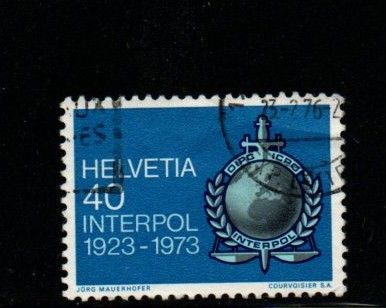 HELVETIA
40
INTERPOL
1923-1973
OIPC ICPO
INTERPOL
JÖRG MAUERHOFER
COURVOISIER S.A.